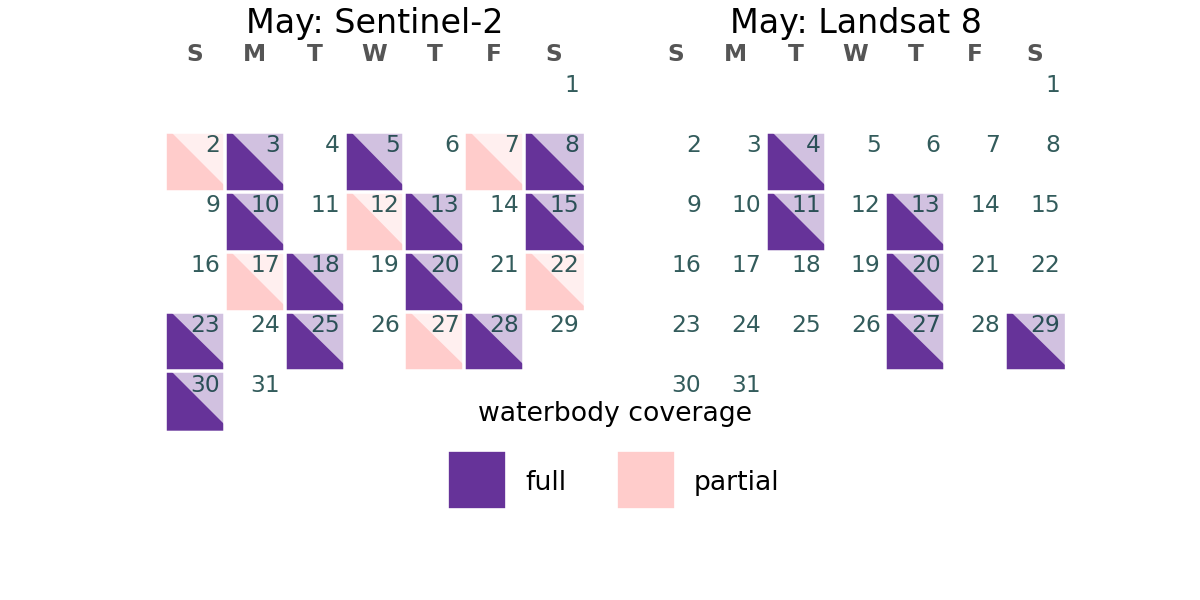 May: Sentinel-2
S M T W T F S
1
2 3 4 5 6 7 8
9 10 11 12 13 14 15
16 17 18 19 20 21 22
23 24 25 26 27 28 29
30 31
May: Landsat 8
S M T W T F S
1
2 3 4 5 6 7 8
9 10 11 12 13 14 15
16 17 18 19 20 21 22
23 24 25 26 27 28 29
30 31
waterbody coverage
full
partial